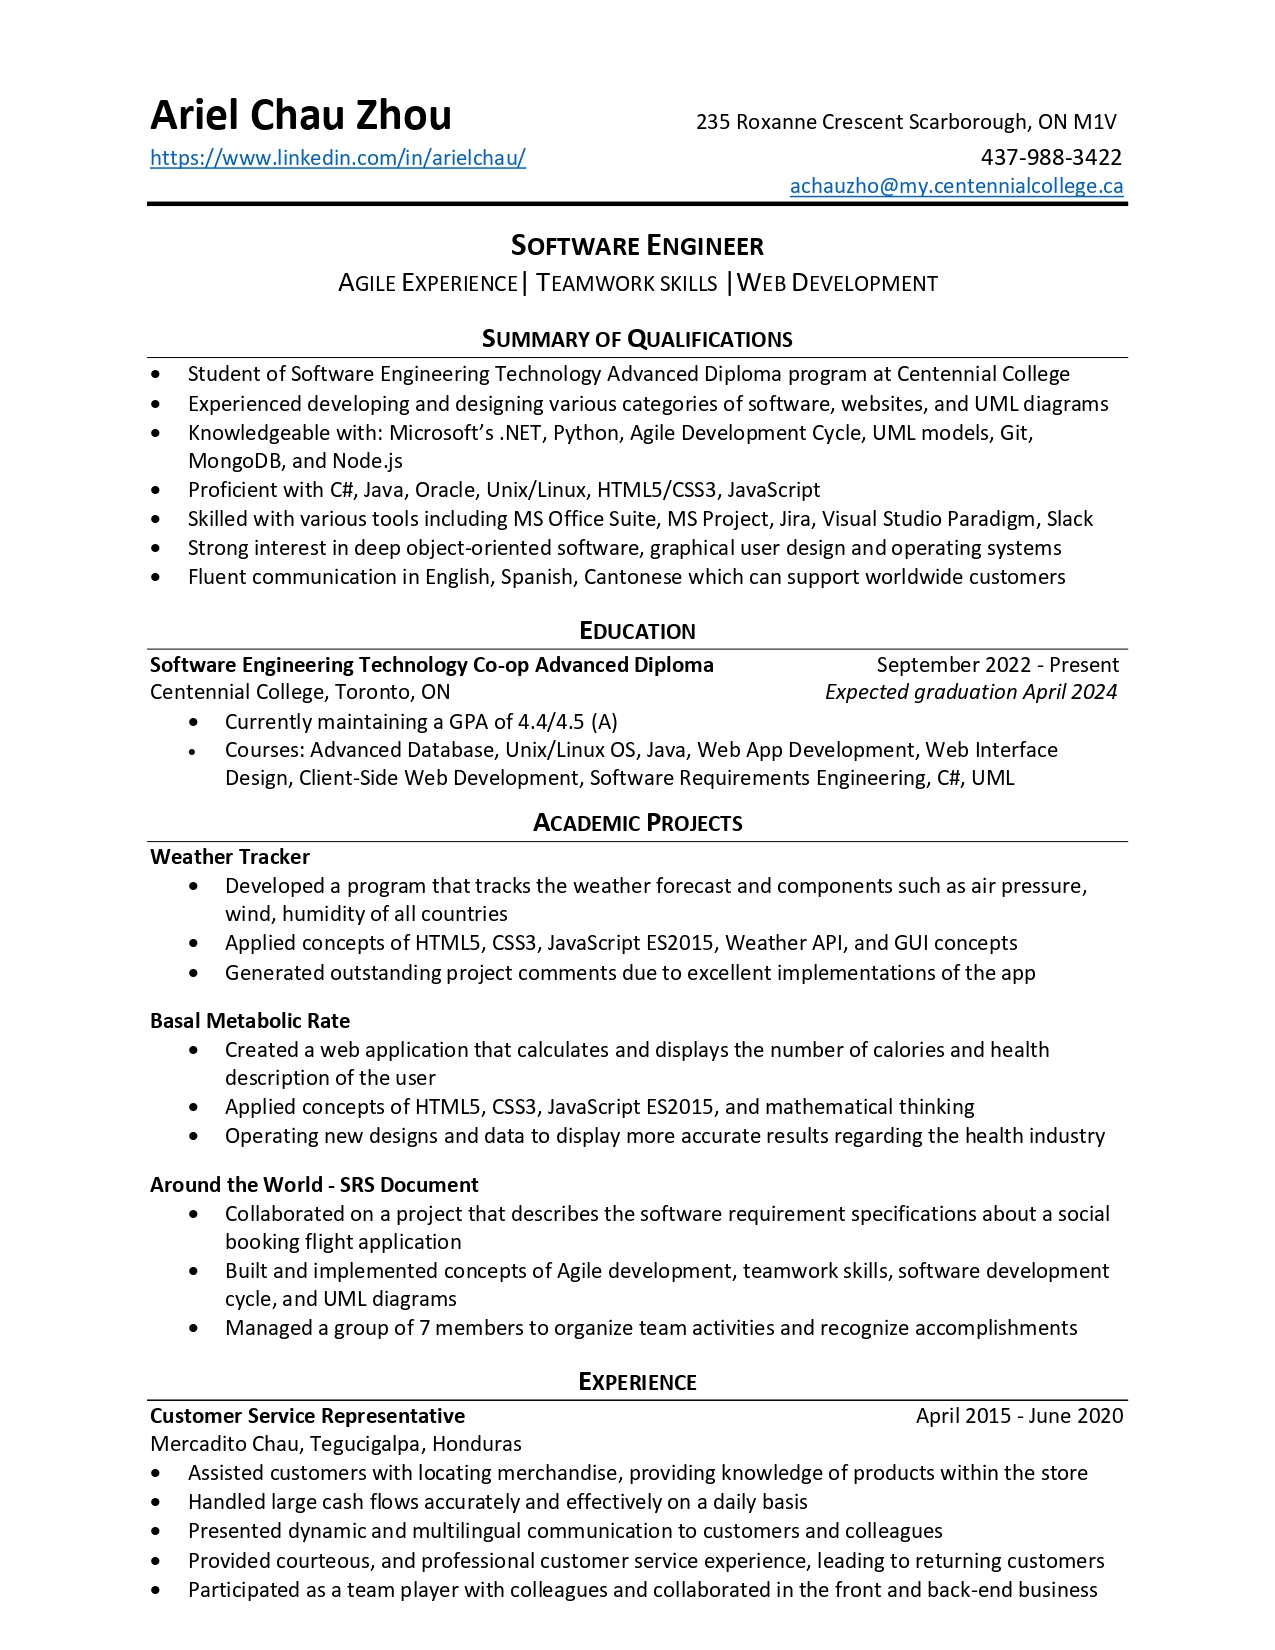 Ariel Chau Zhou
235 Roxanne Crescent Scarborough, ON M1V
https://www.linkedin.com/in/arielchau/
437-988-3422
achauzho@my.centennialcollege.ca
SOFTWARE ENGINEER
AGILE EXPERIENCE| TEAMWORK SKILLS |WEB DEVELOPMENT
SUMMARY OF QUALIFICATIONS
• Student of Software Engineering Technology Advanced Diploma program at Centennial College
• Experienced developing and designing various categories of software, websites, and UML diagrams
• Knowledgeable with: Microsoft’s .NET, Python, Agile Development Cycle, UML models, Git,
MongoDB, and Node.js
• Proficient with C#, Java, Oracle, Unix/Linux, HTML5/CSS3, JavaScript
• Skilled with various tools including MS Office Suite, MS Project, Jira, Visual Studio Paradigm, Slack
• Strong interest in deep object-oriented software, graphical user design and operating systems
• Fluent communication in English, Spanish, Cantonese which can support worldwide customers
EDUCATION
Software Engineering Technology Co-op Advanced Diploma September 2022 - Present
Centennial College, Toronto, ON Expected graduation April 2024
• Currently maintaining a GPA of 4.4/4.5 (A)
• Courses: Advanced Database, Unix/Linux OS, Java, Web App Development, Web Interface
Design, Client-Side Web Development, Software Requirements Engineering, C#, UML
ACADEMIC PROJECTS
Weather Tracker
• Developed a program that tracks the weather forecast and components such as air pressure,
wind, humidity of all countries
• Applied concepts of HTML5, CSS3, JavaScript ES2015, Weather API, and GUI concepts
• Generated outstanding project comments due to excellent implementations of the app
Basal Metabolic Rate
• Created a web application that calculates and displays the number of calories and health
description of the user
• Applied concepts of HTML5, CSS3, JavaScript ES2015, and mathematical thinking
• Operating new designs and data to display more accurate results regarding the health industry
Around the World - SRS Document
• Collaborated on a project that describes the software requirement specifications about a social
booking flight application
• Built and implemented concepts of Agile development, teamwork skills, software development
cycle, and UML diagrams
• Managed a group of 7 members to organize team activities and recognize accomplishments
EXPERIENCE
Customer Service Representative April 2015 - June 2020
Mercadito Chau, Tegucigalpa, Honduras
• Assisted customers with locating merchandise, providing knowledge of products within the store
• Handled large cash flows accurately and effectively on a daily basis
• Presented dynamic and multilingual communication to customers and colleagues
• Provided courteous, and professional customer service experience, leading to returning customers
• Participated as a team player with colleagues and collaborated in the front and back-end business